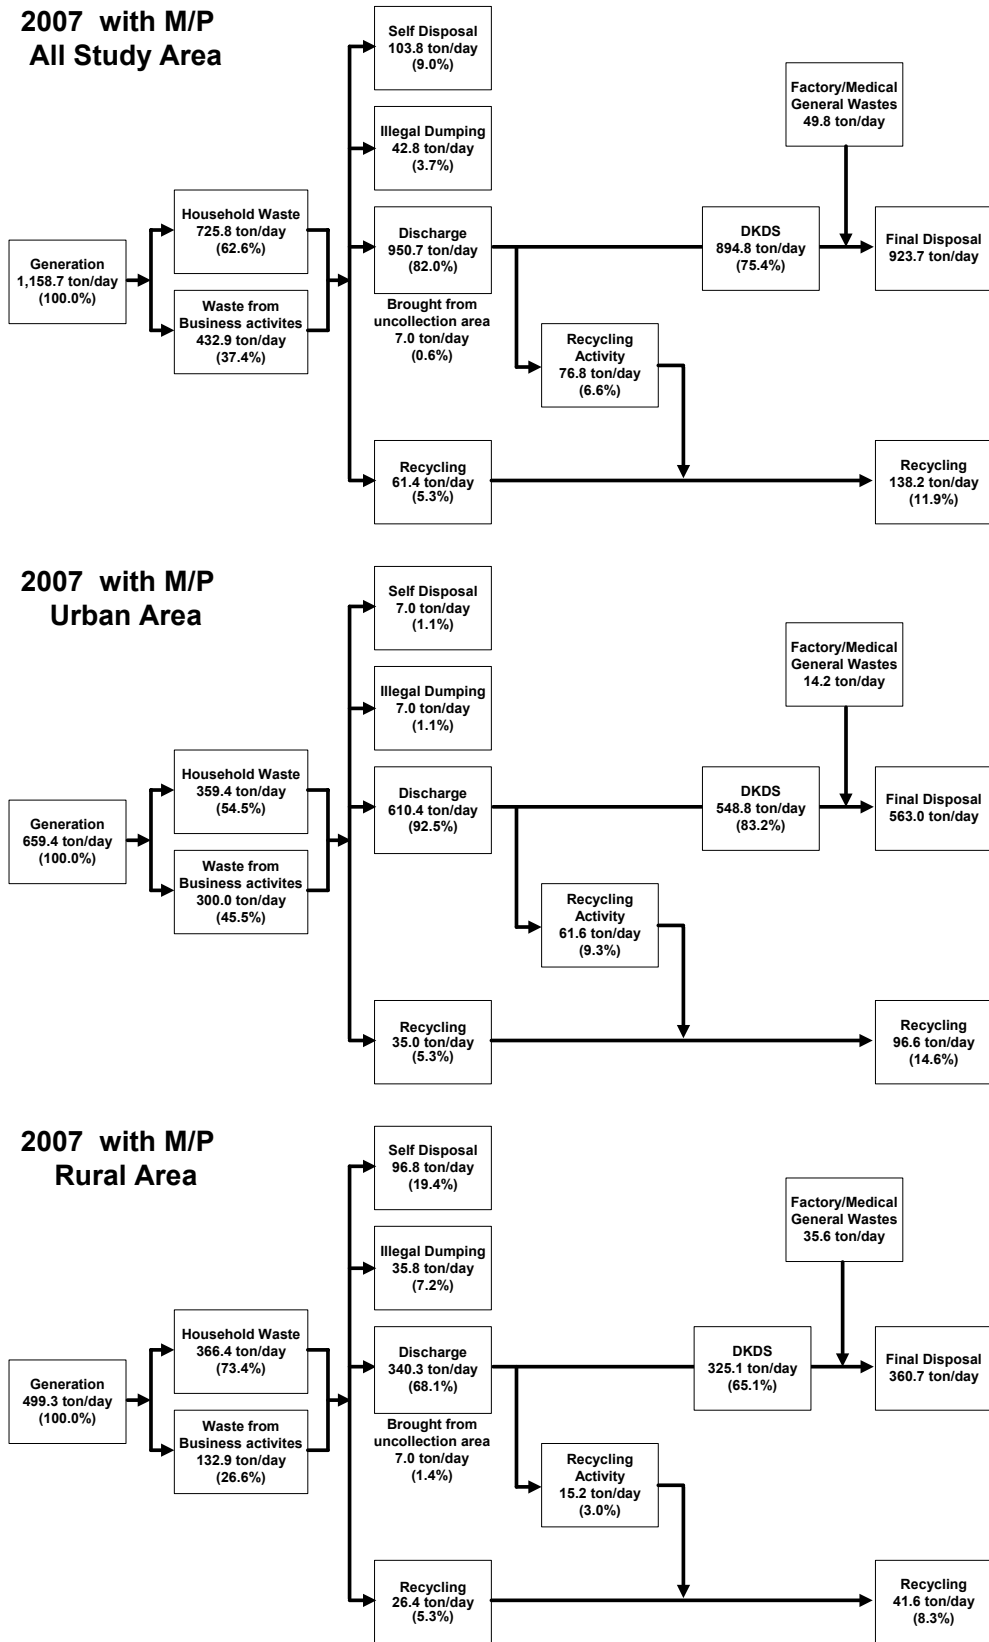 2007 with M/P
All Study Area
Self Disposal
103.8 ton/day
(9.0%)
Factory/Medical
General Wastes
49.8 ton/day
Illegal Dumping
42.8 ton/day
(3.7%)
Household Waste
725.8 ton/day
(62.6%)
Discharge
950.7 ton/day
(82.0%)
DKDS
894.8 ton/day
(75.4%)
Final Disposal
923.7 ton/day
Generation
1,158.7 ton/day
(100.0%)
Waste from
Business activites
432.9 ton/day
(37.4%)
Brought from
uncollection area
7.0 ton/day
(0.6%)
Recycling
Activity
76.8 ton/day
(6.6%)
Recycling
61.4 ton/day
(5.3%)
Recycling
138.2 ton/day
(11.9%)
2007 with M/P
Urban Area
Self Disposal
7.0 ton/day
(1.1%)
Factory/Medical
General Wastes
14.2 ton/day
Illegal Dumping
7.0 ton/day
(1.1%)
Household Waste
359.4 ton/day
(54.5%)
Discharge
610.4 ton/day
(92.5%)
DKDS
548.8 ton/day
(83.2%)
Final Disposal
563.0 ton/day
Generation
659.4 ton/day
(100.0%)
Waste from
Business activites
300.0 ton/day
(45.5%)
Recycling
Activity
61.6 ton/day
(9.3%)
Recycling
35.0 ton/day
(5.3%)
Recycling
96.6 ton/day
(14.6%)
2007 with M/P
Rural Area
Self Disposal
96.8 ton/day
(19.4%)
Factory/Medical
General Wastes
35.6 ton/day
Illegal Dumping
35.8 ton/day
(7.2%)
Household Waste
366.4 ton/day
(73.4%)
Discharge
340.3 ton/day
(68.1%)
DKDS
325.1 ton/day
(65.1%)
Final Disposal
360.7 ton/day
Generation
499.3 ton/day
(100.0%)
Waste from
Business activites
132.9 ton/day
(26.6%)
Brought from
uncollection area
7.0 ton/day
(1.4%)
Recycling
Activity
15.2 ton/day
(3.0%)
Recycling
26.4 ton/day
(5.3%)
Recycling
41.6 ton/day
(8.3%)